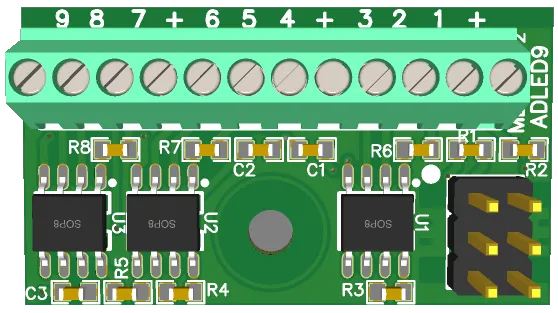 9 8 7 + 6 5 4 + 3 2 1 +
ADLED9
R8
R7
C2
C1
R6
R1
R2
SOP8
U3
SOP8
U2
SOP8
U1
C3
R5
R4
R3